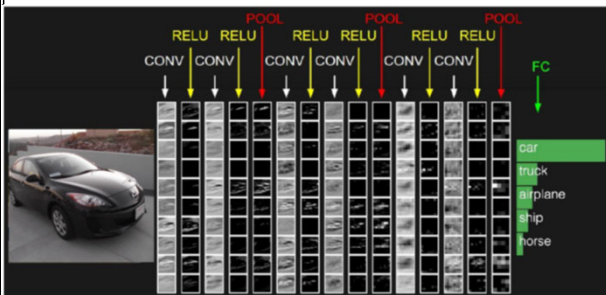 POOL POOL POOL
RELU RELU RELU RELU RELU RELU
CONV CONV CONV CONV CONV CONV
FC
car
truck
airplane
ship
horse